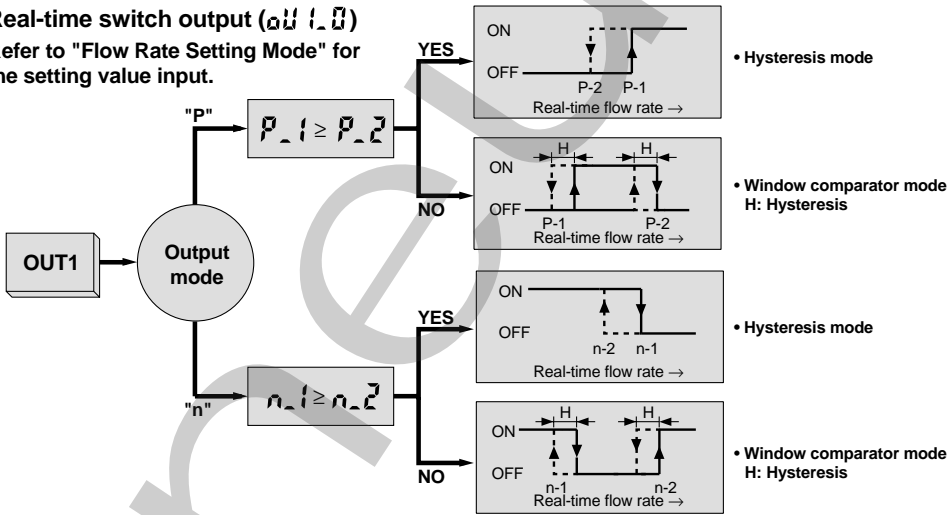 Real-time switch output (oU1_0)
Refer to "Flow Rate Setting Mode" for
the setting value input.
OUT1
Output
mode
"P"
P_1 ≥ P_2
YES
ON
OFF
P-2 P-1
Real-time flow rate →
• Hysteresis mode
NO
H H
ON
OFF
P-1 P-2
Real-time flow rate →
• Window comparator mode
H: Hysteresis
"n"
n_1 ≥ n_2
YES
ON
OFF
n-2 n-1
Real-time flow rate →
• Hysteresis mode
NO
H H
ON
OFF
n-1 n-2
Real-time flow rate →
• Window comparator mode
H: Hysteresis